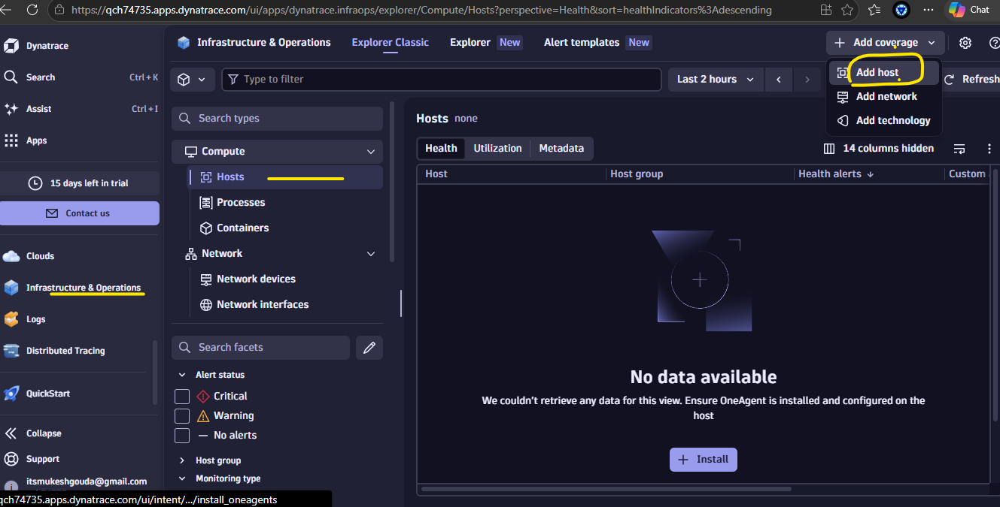 https://qch74735.apps.dynatrace.com/ui/apps/dynatrace.infraops/explorer/Compute/Hosts?perspective=Health&sort=healthIndicators%3Adescending
Chat
Dynatrace
Search Ctrl + K
Assist Ctrl + I
Apps
15 days left in trial
Contact us
Clouds
Infrastructure & Operations
Logs
Distributed Tracing
QuickStart
Collapse
Support
itsmukeshgouda@gmail.com
qch74735.apps.dynatrace.com/ui/intent/.../install_oneagents
Infrastructure & Operations Explorer Classic Explorer New Alert templates New
Add coverage
Add host
Add network
Add technology
Type to filter
Last 2 hours
Refresh
Search types
Compute
Hosts
Processes
Containers
Network
Network devices
Network interfaces
Search facets
Alert status
Critical
Warning
No alerts
Host group
Monitoring type
Hosts none
Health Utilization Metadata
14 columns hidden
Host Host group Health alerts Custom
No data available
We couldn't retrieve any data for this view. Ensure OneAgent is installed and configured on the
host
Install